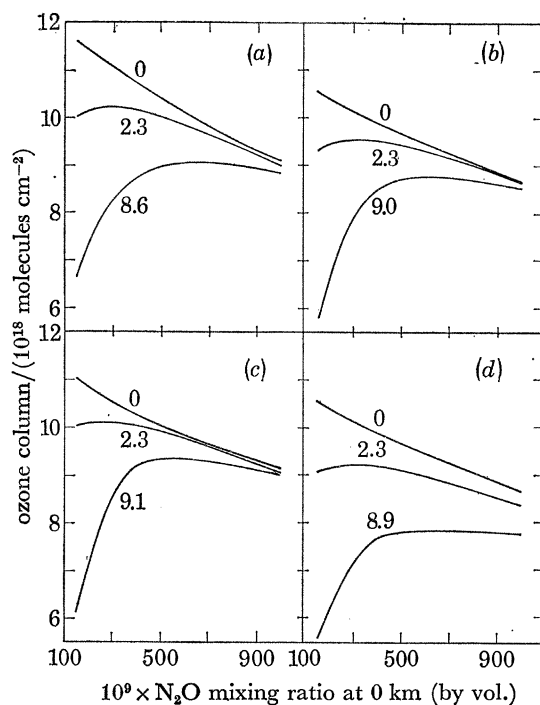 12
(a)
(b)
0
0
10
2.3
2.3
8
8.6
9.0
6
ozone column/(10¹⁸ molecules cm⁻²)
12
(c)
(d)
0
0
10
2.3
2.3
9.1
8.9
8
6
100 500 900 100 500 900
10⁹ × N₂O mixing ratio at 0 km (by vol.)